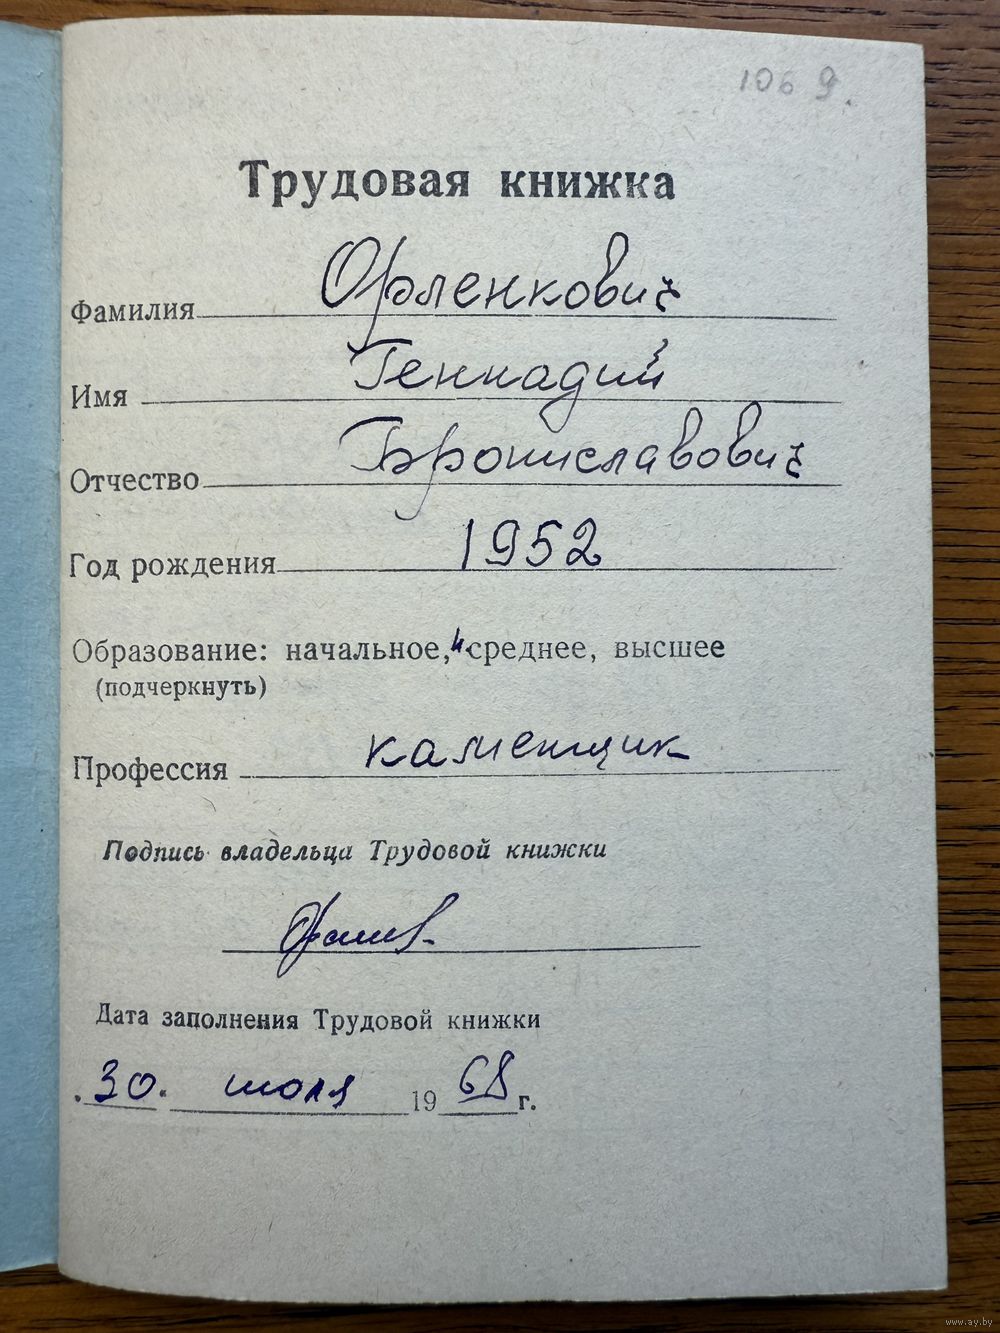 106 9.
Трудовая книжка
Фамилия Орленкович
Имя Геннадий
Отчество Брониславович
Год рождения 1952
Образование: начальное, н. среднее, высшее
(подчеркнуть)
Профессия каменщик
Подпись владельца Трудовой книжки
Дата заполнения Трудовой книжки
30. июля 1968 г.
www.ay.by